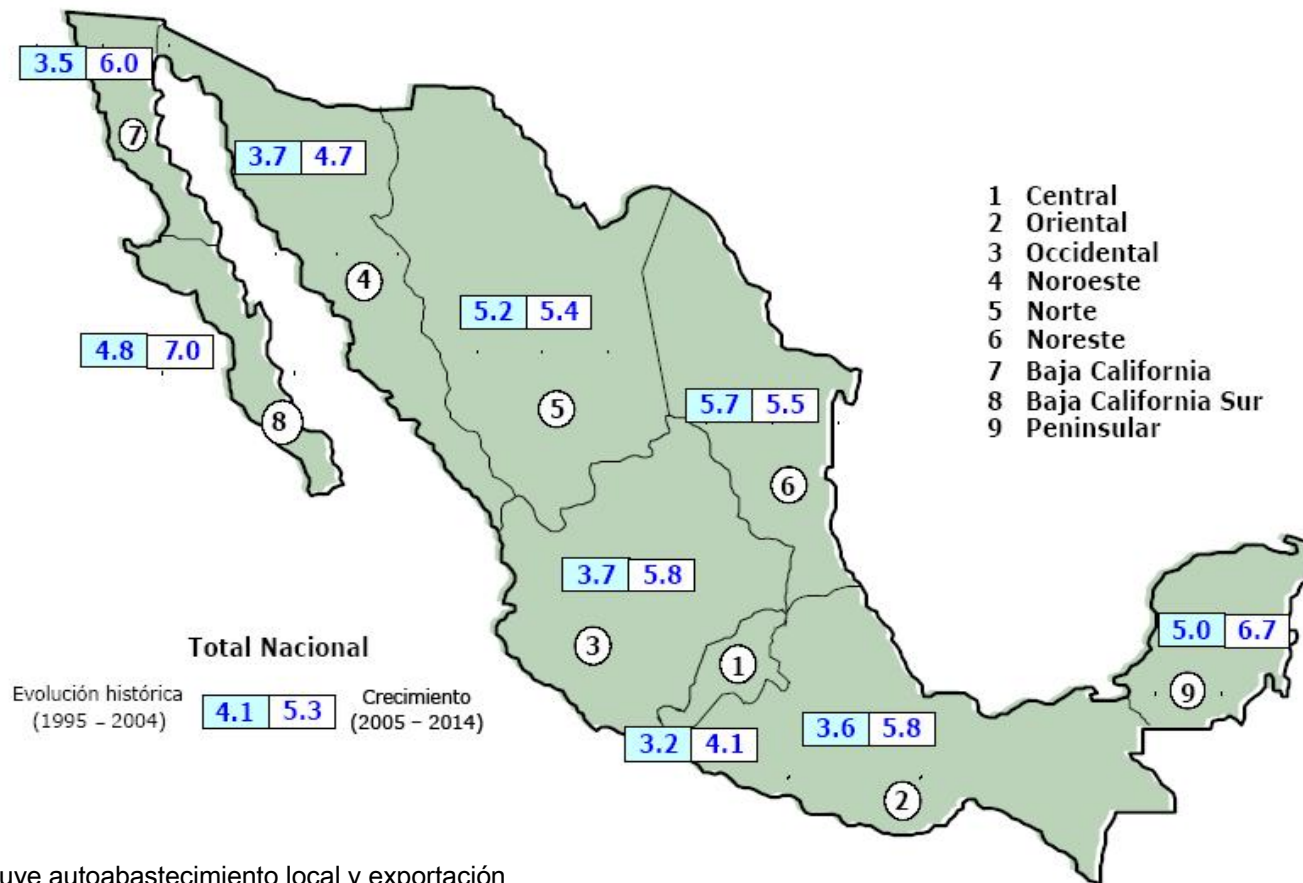 3.5 6.0
7
3.7 4.7
4
1 Central
2 Oriental
3 Occidental
4 Noroeste
5 Norte
6 Noreste
7 Baja California
8 Baja California Sur
9 Peninsular
5.2 5.4
5
4.8 7.0
8
5.7 5.5
6
3.7 5.8
3
1
5.0 6.7
9
Total Nacional
Evolución histórica
(1995 – 2004)
4.1 5.3
Crecimiento
(2005 – 2014)
3.2 4.1
3.6 5.8
2
autoabastecimiento local y exportación